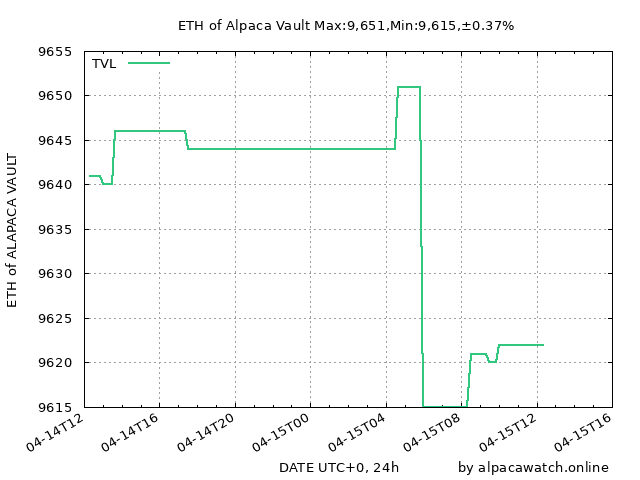 ETH of Alpaca Vault Max:9,651,Min:9,615,±0.37%
TVL
9655
9650
9645
9640
9635
9630
9625
9620
9615
ETH of ALAPACA VAULT
04-14T12
04-14T16
04-14T20
04-15T00
04-15T04
04-15T08
04-15T12
04-15T16
DATE UTC+0, 24h
by alpacawatch.online